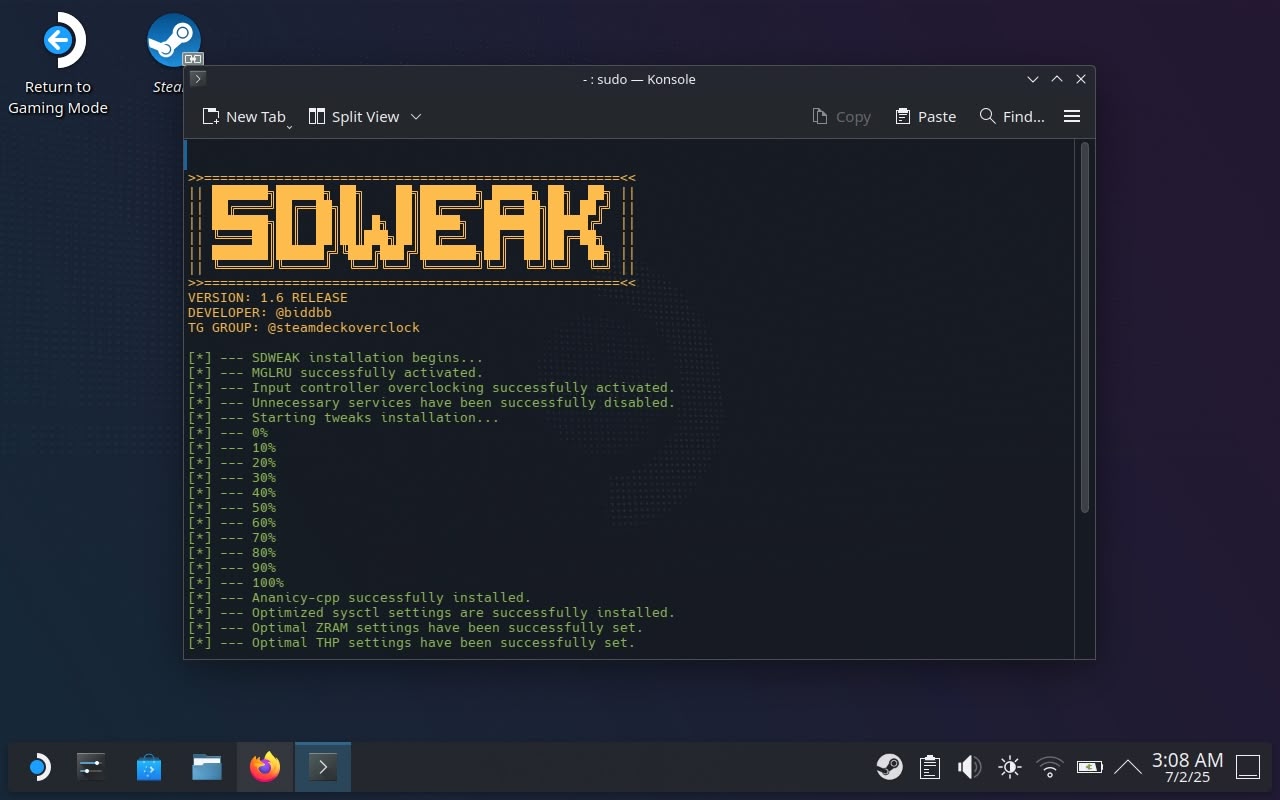 Return to
Gaming Mode
Stea
- : sudo — Konsole
New Tab
Split View
Copy
Paste
Find...
>>====================================================<<
SDWEAK
>>====================================================<<
VERSION: 1.6 RELEASE
DEVELOPER: @biddbb
TG GROUP: @steamdeckoverclock
[*] --- SDWEAK installation begins...
[*] --- MGLRU successfully activated.
[*] --- Input controller overclocking successfully activated.
[*] --- Unnecessary services have been successfully disabled.
[*] --- Starting tweaks installation...
[*] --- 0%
[*] --- 10%
[*] --- 20%
[*] --- 30%
[*] --- 40%
[*] --- 50%
[*] --- 60%
[*] --- 70%
[*] --- 80%
[*] --- 90%
[*] --- 100%
[*] --- Ananicy-cpp successfully installed.
[*] --- Optimized sysctl settings are successfully installed.
[*] --- Optimal ZRAM settings have been successfully set.
[*] --- Optimal THP settings have been successfully set.
3:08 AM
7/2/25